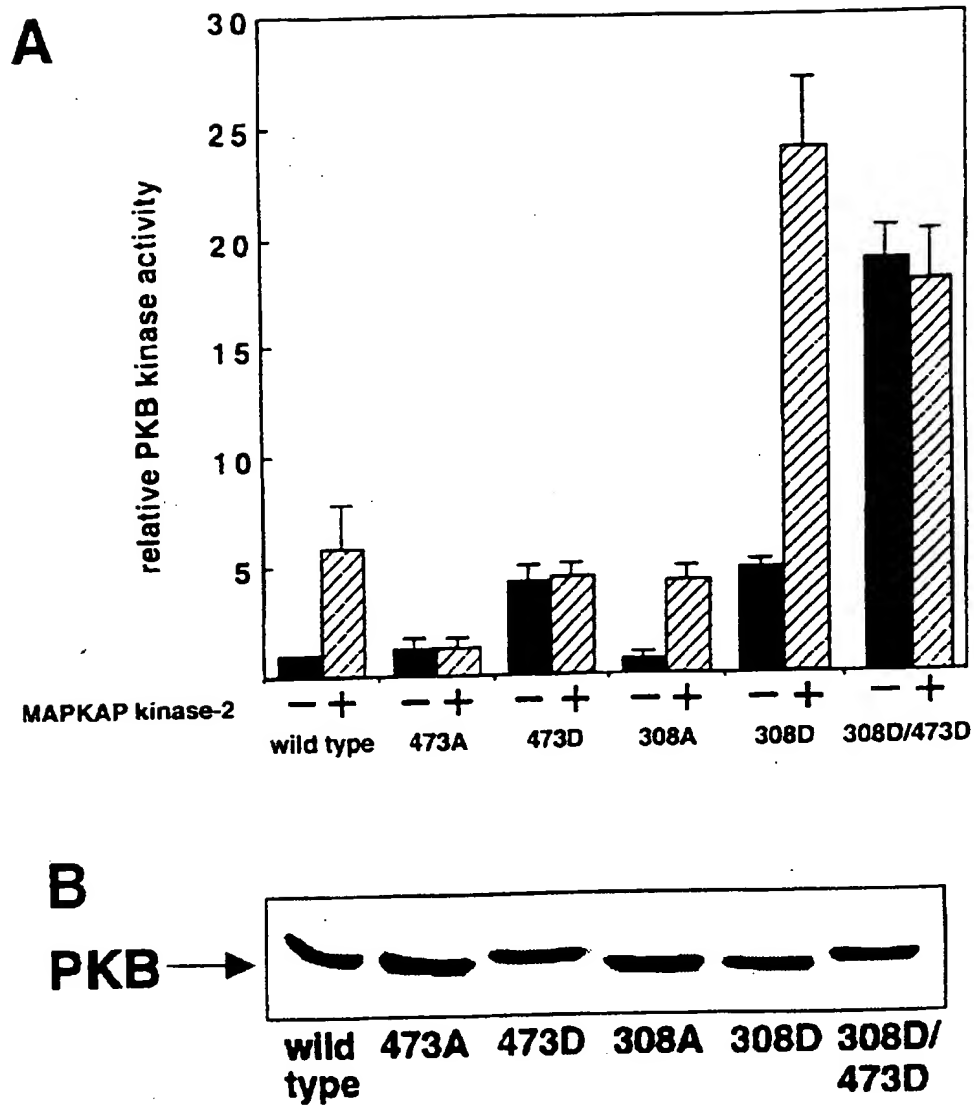 A
30
25
20
15
10
5
relative PKB kinase activity
MAPKAP kinase-2
− + − + − + − + − + − +
wild type 473A 473D 308A 308D 308D/473D
B
PKB
wild 473A 473D 308A 308D 308D/
type 473D